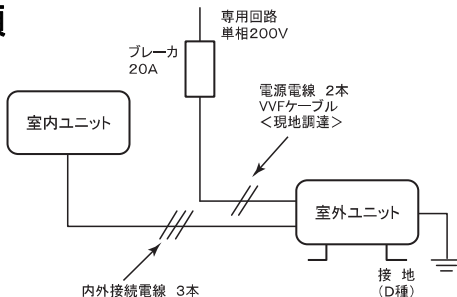 専用回路
単相200V
ブレーカ
20A
電源電線 2本
VVFケーブル
<現地調達>
室内ユニット
室外ユニット
接 地
(D種)
内外接続電線 3本